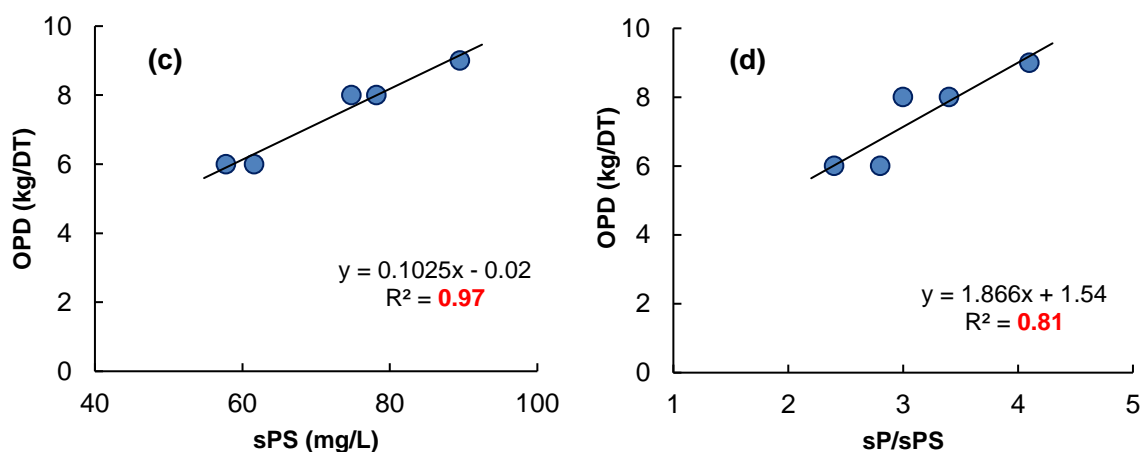 (c)
OPD (kg/DT)
10
8
6
4
2
0
y = 0.1025x - 0.02
R² = 0.97
40 60 80 100
sPS (mg/L)
(d)
OPD (kg/DT)
10
8
6
4
2
0
y = 1.866x + 1.54
R² = 0.81
1 2 3 4 5
sP/sPS